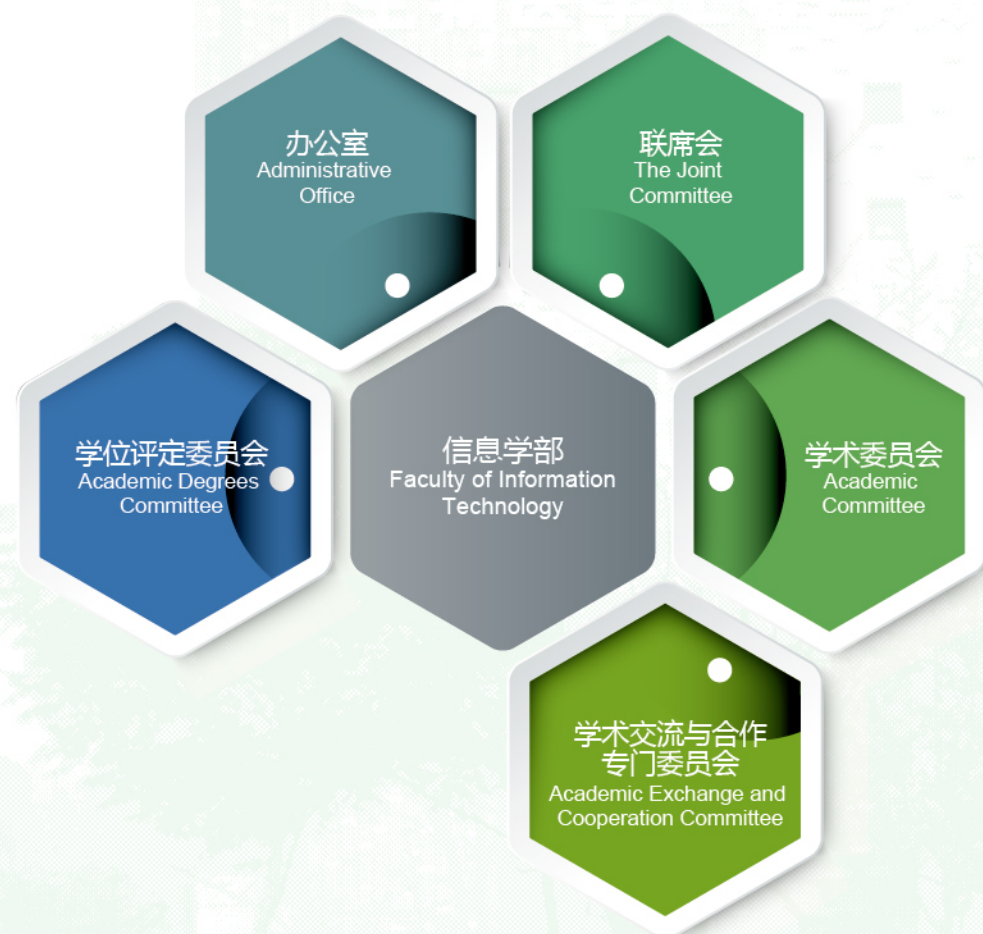 办公室
Administrative
Office
联席会
The Joint
Committee
学位评定委员会
Academic Degrees
Committee
信息学部
Faculty of Information
Technology
学术委员会
Academic
Committee
学术交流与合作
专门委员会
Academic Exchange and
Cooperation Committee